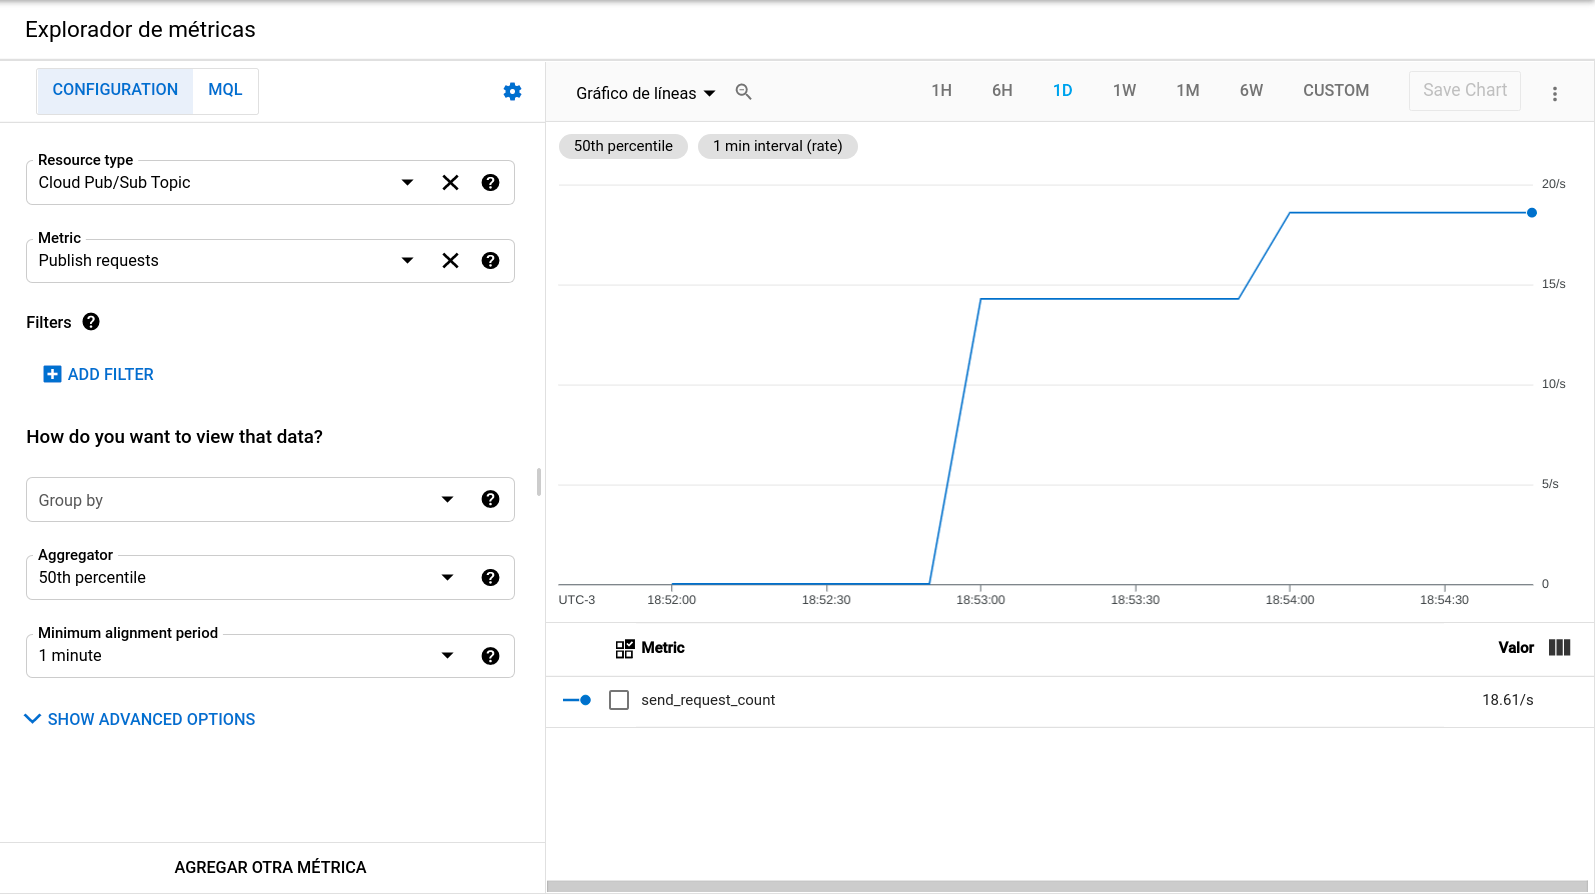 Explorador de métricas
CONFIGURATION MQL
Resource type
Cloud Pub/Sub Topic
Metric
Publish requests
Filters
ADD FILTER
How do you want to view that data?
Group by
Aggregator
50th percentile
Minimum alignment period
1 minute
SHOW ADVANCED OPTIONS
AGREGAR OTRA MÉTRICA
Gráfico de líneas 1H 6H 1D 1W 1M 6W CUSTOM Save Chart
50th percentile 1 min interval (rate)
20/s
15/s
10/s
5/s
0
UTC-3 18:52:00 18:52:30 18:53:00 18:53:30 18:54:00 18:54:30
Metric Valor
send_request_count 18.61/s